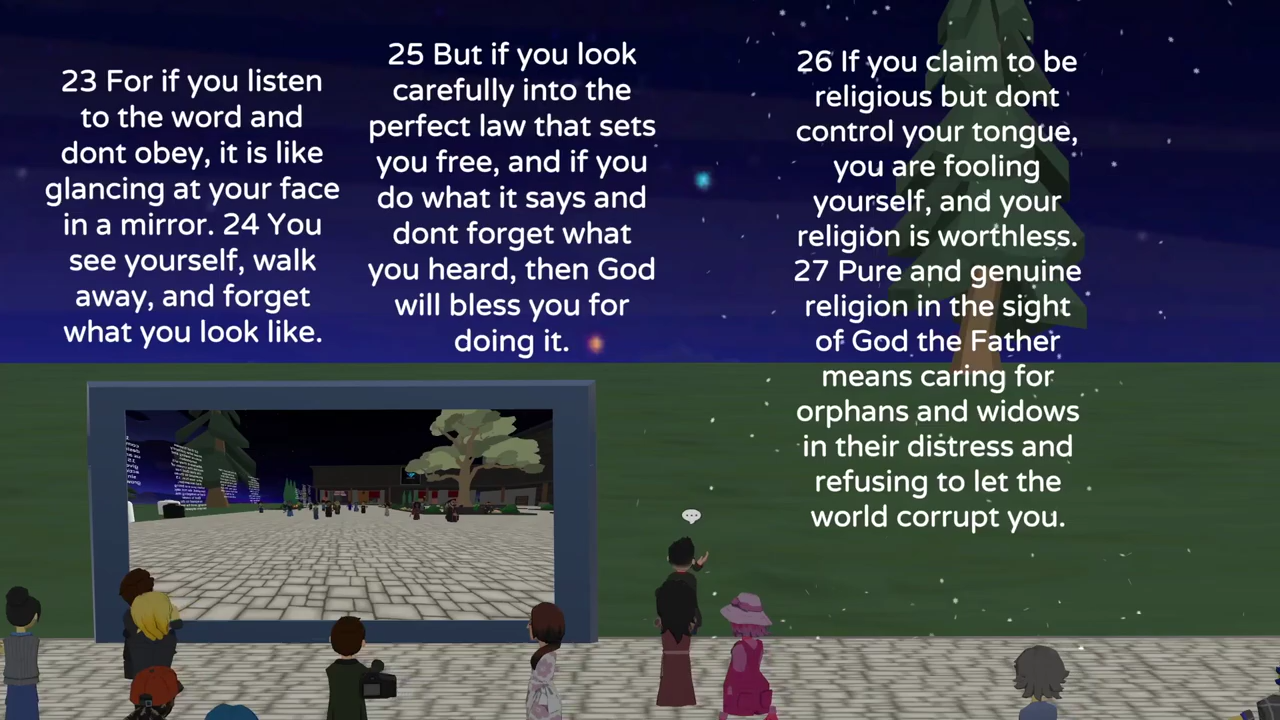 23 For if you listen
to the word and
dont obey, it is like
glancing at your face
in a mirror. 24 You
see yourself, walk
away, and forget
what you look like.
25 But if you look
carefully into the
perfect law that sets
you free, and if you
do what it says and
dont forget what
you heard, then God
will bless you for
doing it.
26 If you claim to be
religious but dont
control your tongue,
you are fooling
yourself, and your
religion is worthless.
27 Pure and genuine
religion in the sight
of God the Father
means caring for
orphans and widows
in their distress and
refusing to let the
world corrupt you.